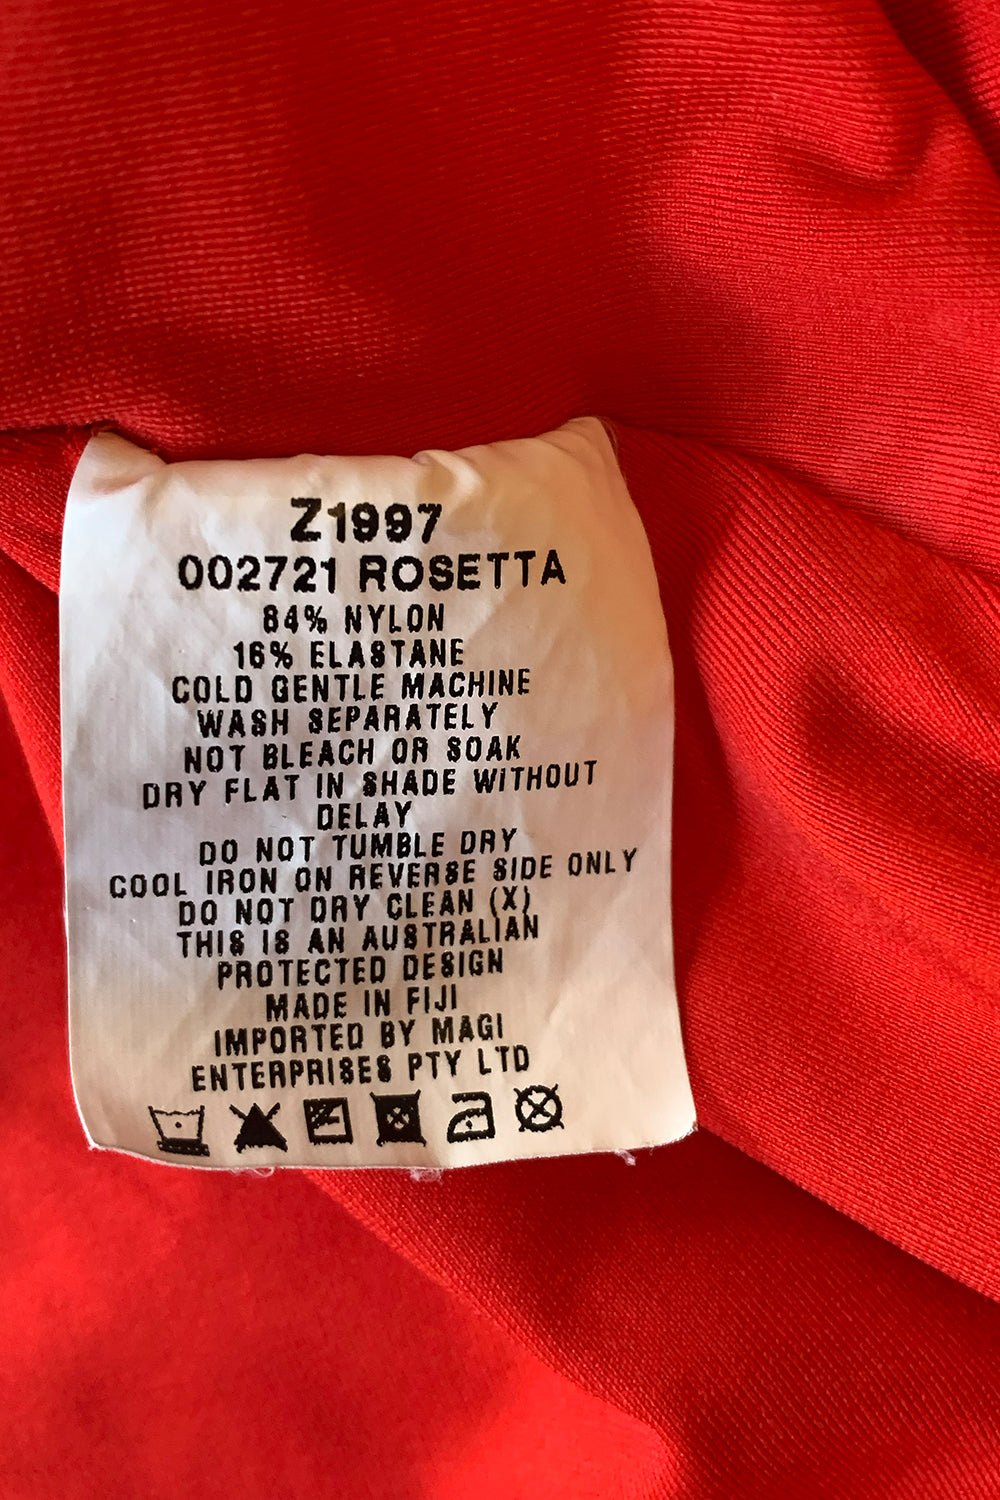 Z1997
002721 ROSETTA
84% NYLON
16% ELASTANE
COLD GENTLE MACHINE
WASH SEPARATELY
NOT BLEACH OR SOAK
DRY FLAT IN SHADE WITHOUT
DELAY
DO NOT TUMBLE DRY
COOL IRON ON REVERSE SIDE ONLY
DO NOT DRY CLEAN (X)
THIS IS AN AUSTRALIAN
PROTECTED DESIGN
MADE IN FIJI
IMPORTED BY MAGI
ENTERPRISES PTY LTD